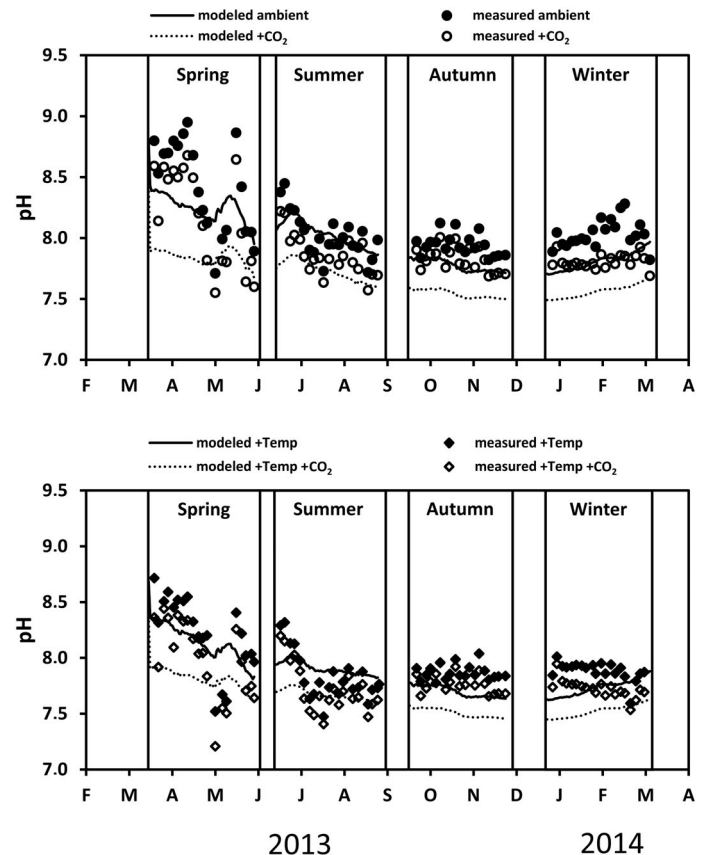 modeled ambient measured ambient
modeled +CO₂ measured +CO₂
9.5
Spring Summer Autumn Winter
9.0
8.5
pH
8.0
7.5
7.0
F M A M J J A S O N D J F M A
modeled +Temp measured +Temp
modeled +Temp +CO₂ measured +Temp +CO₂
9.5
Spring Summer Autumn Winter
9.0
8.5
pH
8.0
7.5
7.0
F M A M J J A S O N D J F M A
2013 2014